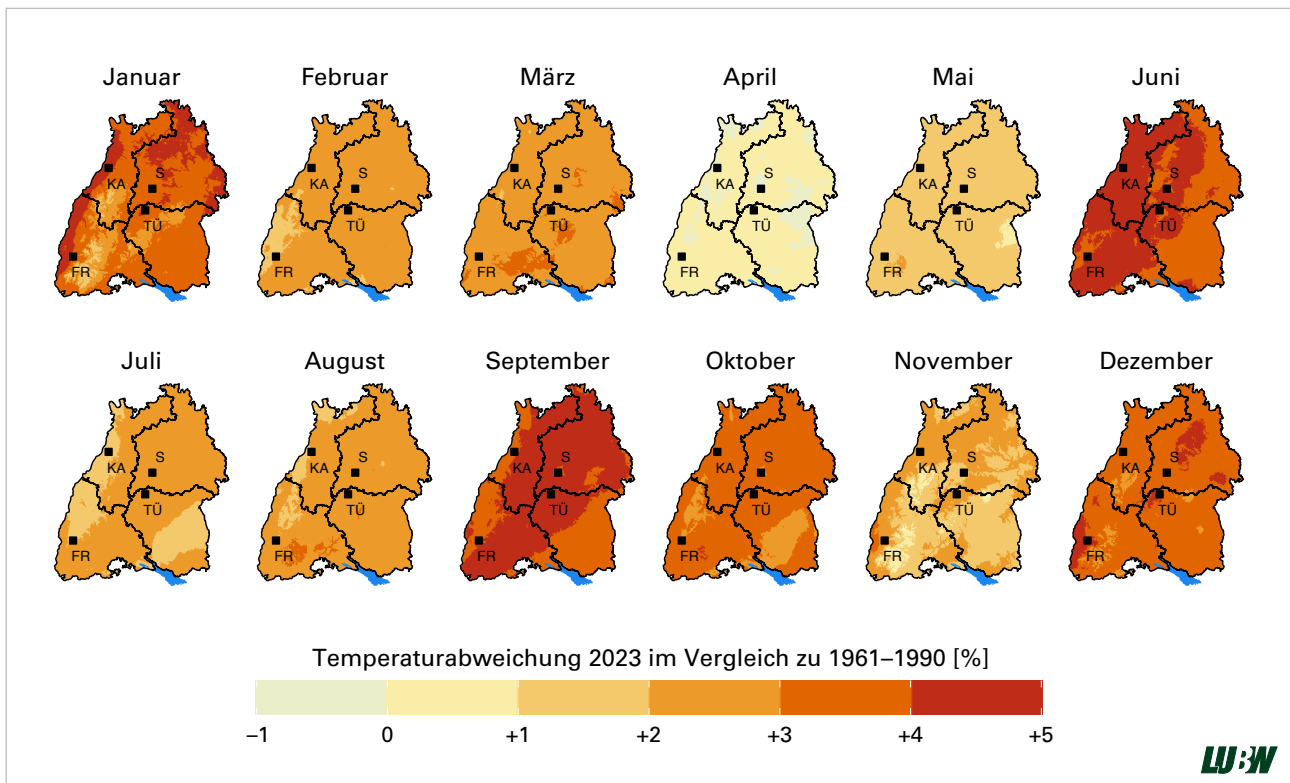 Januar Februar März April Mai Juni
KA S TÜ FR KA S TÜ FR KA S TÜ FR KA S TÜ FR KA S TÜ FR KA S TÜ FR
Juli August September Oktober November Dezember
KA S TÜ FR KA S TÜ FR KA S TÜ FR KA S TÜ FR KA S TÜ FR KA S TÜ FR
Temperaturabweichung 2023 im Vergleich zu 1961–1990 [%]
–1 0 +1 +2 +3 +4 +5
LUBW